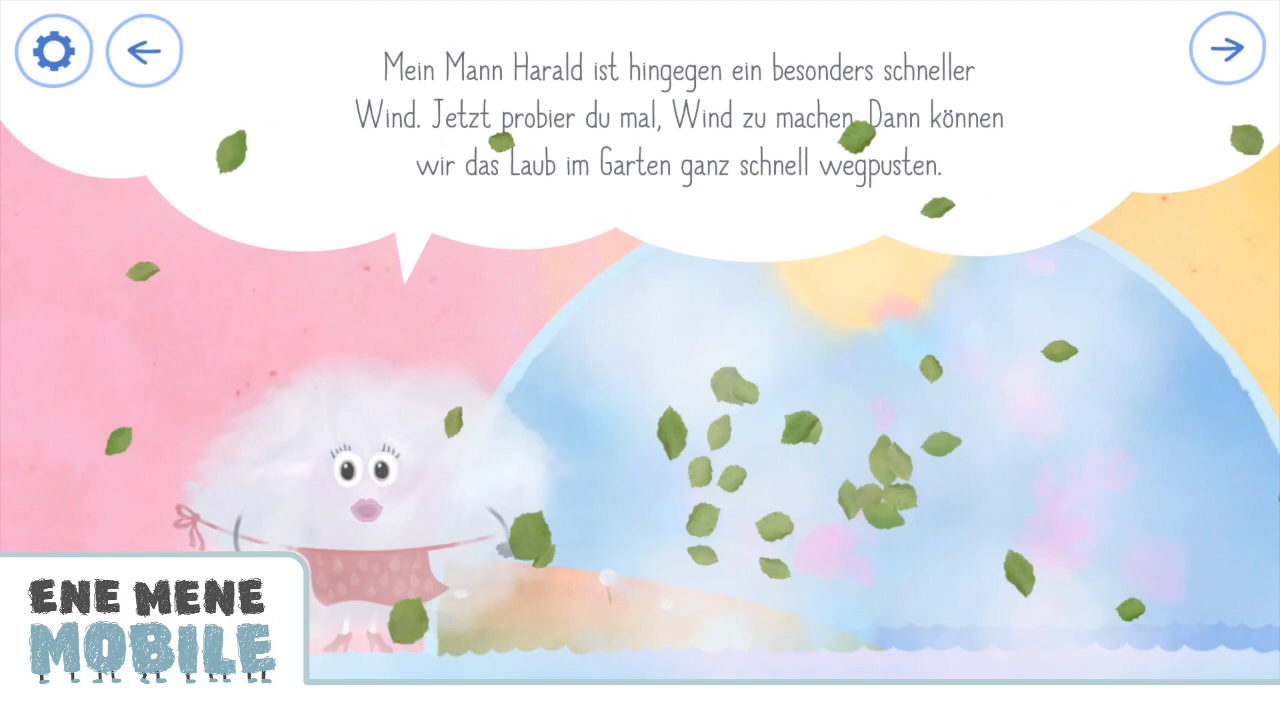 Mein Mann Harald ist hingegen ein besonders schneller
Wind. Jetzt probier du mal, Wind zu machen. Dann können
wir das Laub im Garten ganz schnell wegpusten.
ENE MENE
MOBILE